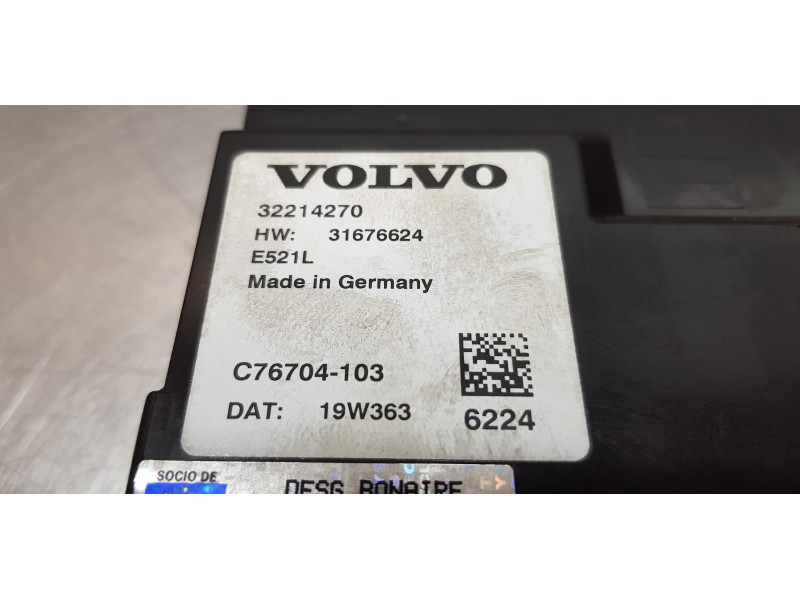 VOLVO
32214270
HW: 31676624
E521L
Made in Germany
C76704-103
DAT: 19W363
6224
SOCIO DE
DESG BONAIRE